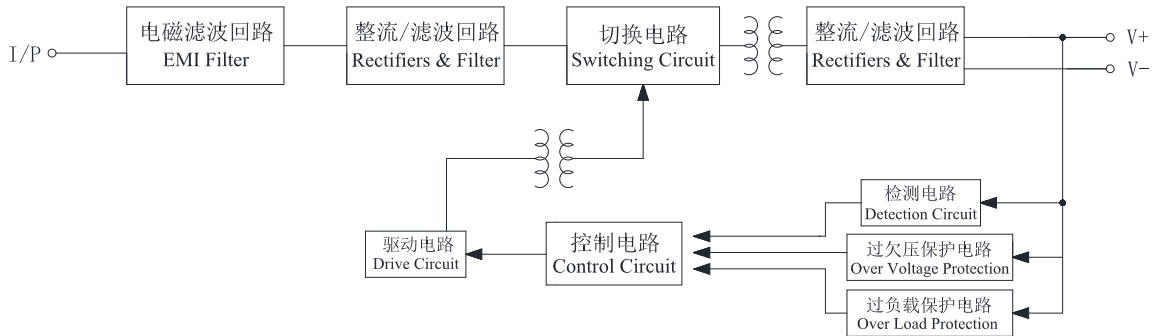 I/P
电磁滤波回路
EMI Filter
整流/滤波回路
Rectifiers & Filter
切换电路
Switching Circuit
整流/滤波回路
Rectifiers & Filter
V+
V-
检测电路
Detection Circuit
驱动电路
Drive Circuit
控制电路
Control Circuit
过欠压保护电路
Over Voltage Protection
过负载保护电路
Over Load Protection